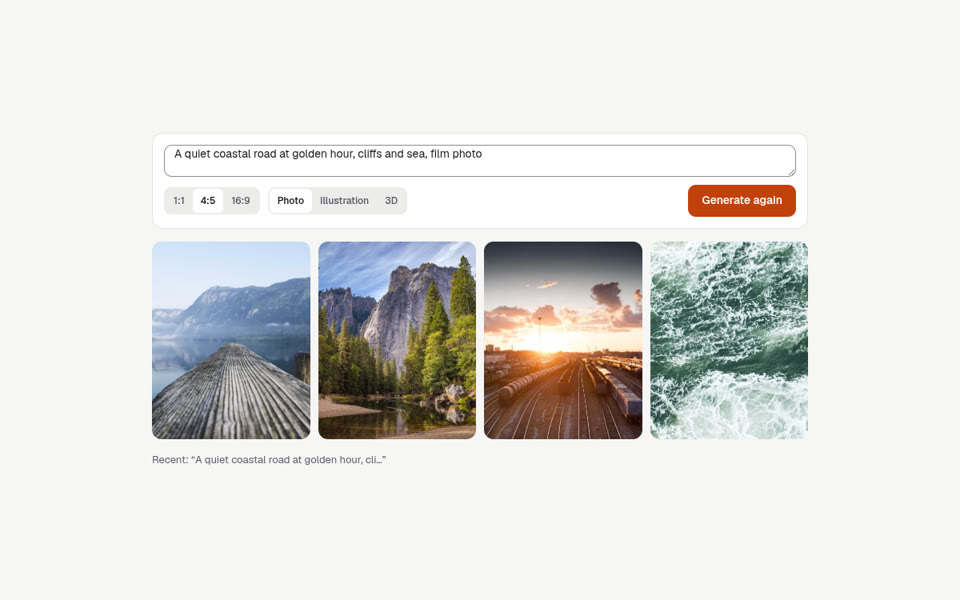 A quiet coastal road at golden hour, cliffs and sea, film photo
1:1 4:5 16:9 Photo Illustration 3D Generate again
Recent: “A quiet coastal road at golden hour, cli…”